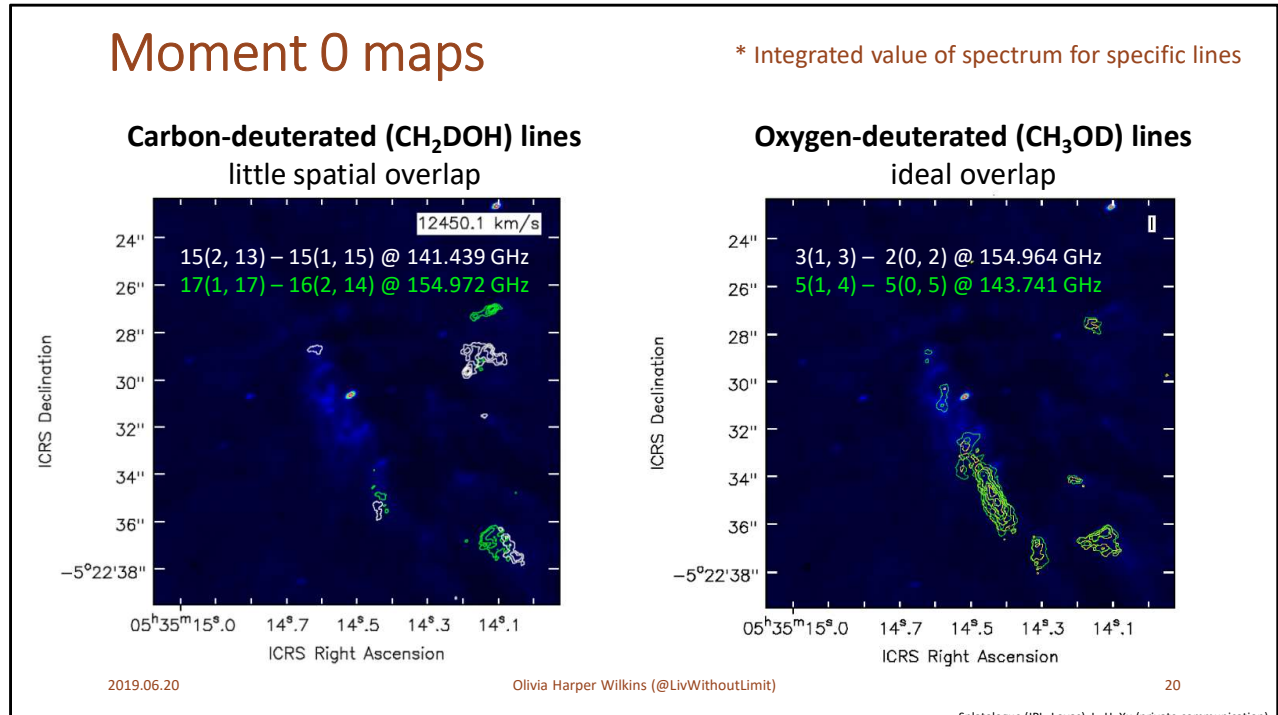 Moment 0 maps
* Integrated value of spectrum for specific lines
Carbon-deuterated (CH₂DOH) lines
little spatial overlap
12450.1 km/s
15(2, 13) – 15(1, 15) @ 141.439 GHz
17(1, 17) – 16(2, 14) @ 154.972 GHz
24"
26"
28"
30"
32"
34"
36"
−5°22'38"
ICRS Declination
05ʰ35ᵐ15ˢ.0
14ˢ.7
14ˢ.5
14ˢ.3
14ˢ.1
ICRS Right Ascension
Oxygen-deuterated (CH₃OD) lines
ideal overlap
I
3(1, 3) – 2(0, 2) @ 154.964 GHz
5(1, 4) – 5(0, 5) @ 143.741 GHz
24"
26"
28"
30"
32"
34"
36"
−5°22'38"
ICRS Declination
05ʰ35ᵐ15ˢ.0
14ˢ.7
14ˢ.5
14ˢ.3
14ˢ.1
ICRS Right Ascension
2019.06.20
Olivia Harper Wilkins (@LivWithoutLimit)
20
(private communication)